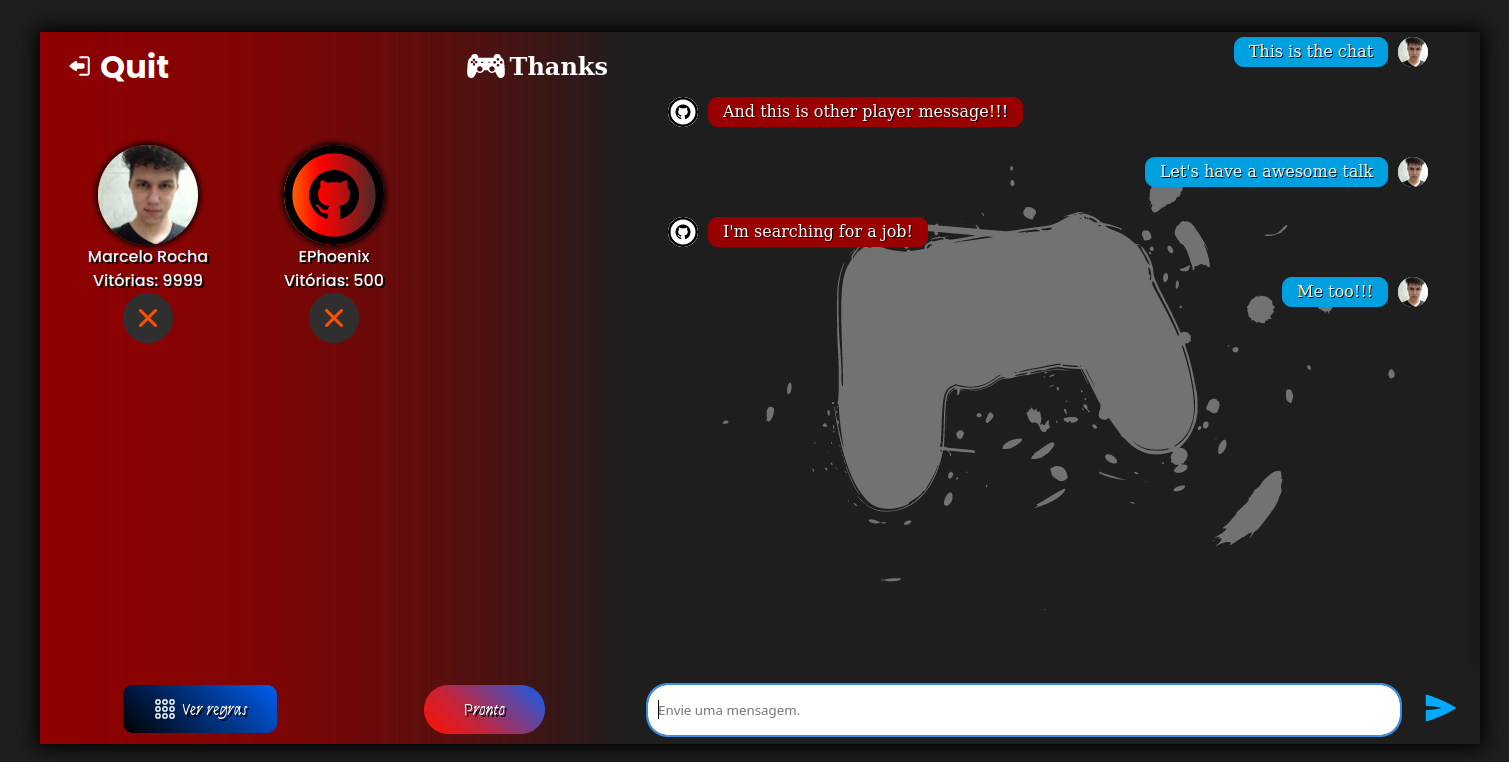 Quit
Thanks
Marcelo Rocha
Vitórias: 9999
EPhoenix
Vitórias: 500
Ver regras
Pronto
This is the chat
And this is other player message!!!
Let's have a awesome talk
I'm searching for a job!
Me too!!!
Envie uma mensagem.